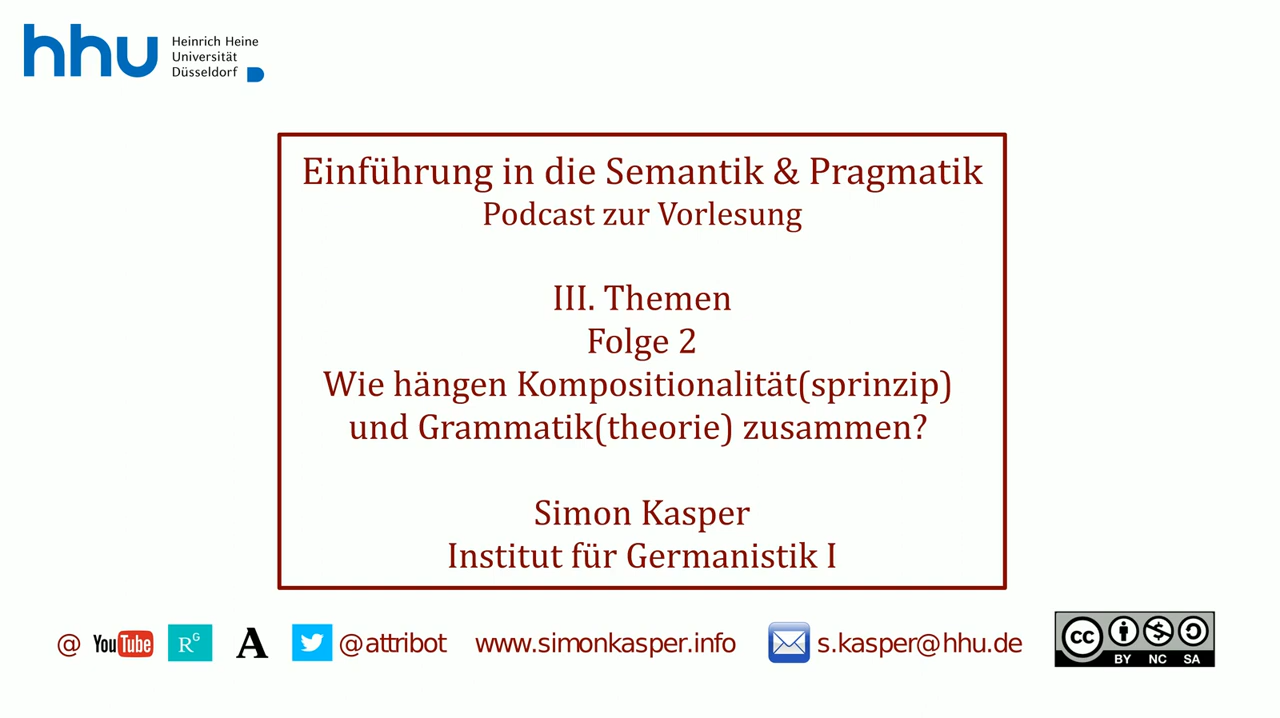 hhu Heinrich Heine
Universität
Düsseldorf
Einführung in die Semantik & Pragmatik
Podcast zur Vorlesung
III. Themen
Folge 2
Wie hängen Kompositionalität(sprinzip)
und Grammatik(theorie) zusammen?
Simon Kasper
Institut für Germanistik I
@ YouTube RG A @attribot www.simonkasper.info s.kasper@hhu.de
cc BY NC SA